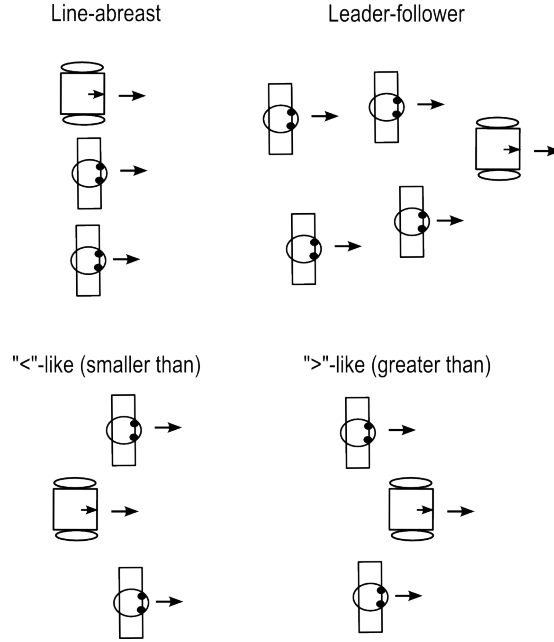 Line-abreast
Leader-follower
"<"-like (smaller than)
">"-like (greater than)